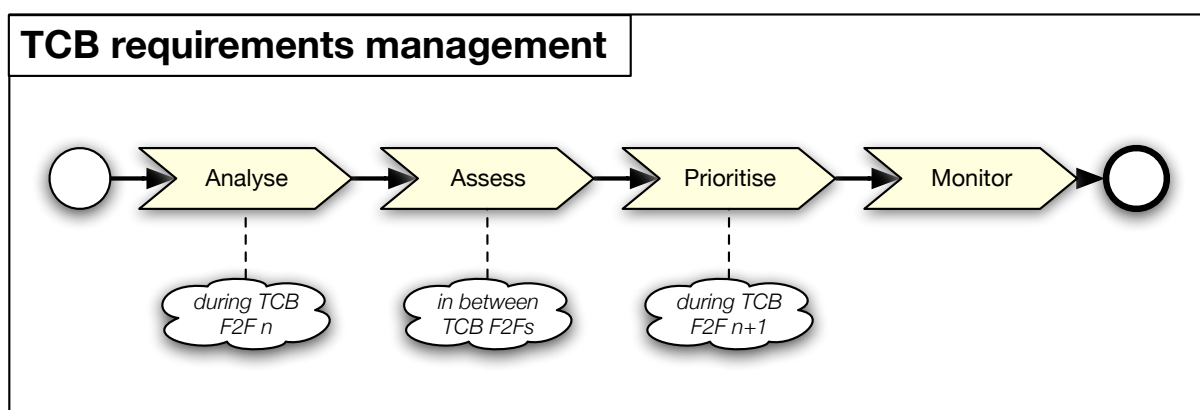 TCB requirements management
Analyse
Assess
Prioritise
Monitor
during TCB
F2F n
in between
TCB F2Fs
during TCB
F2F n+1